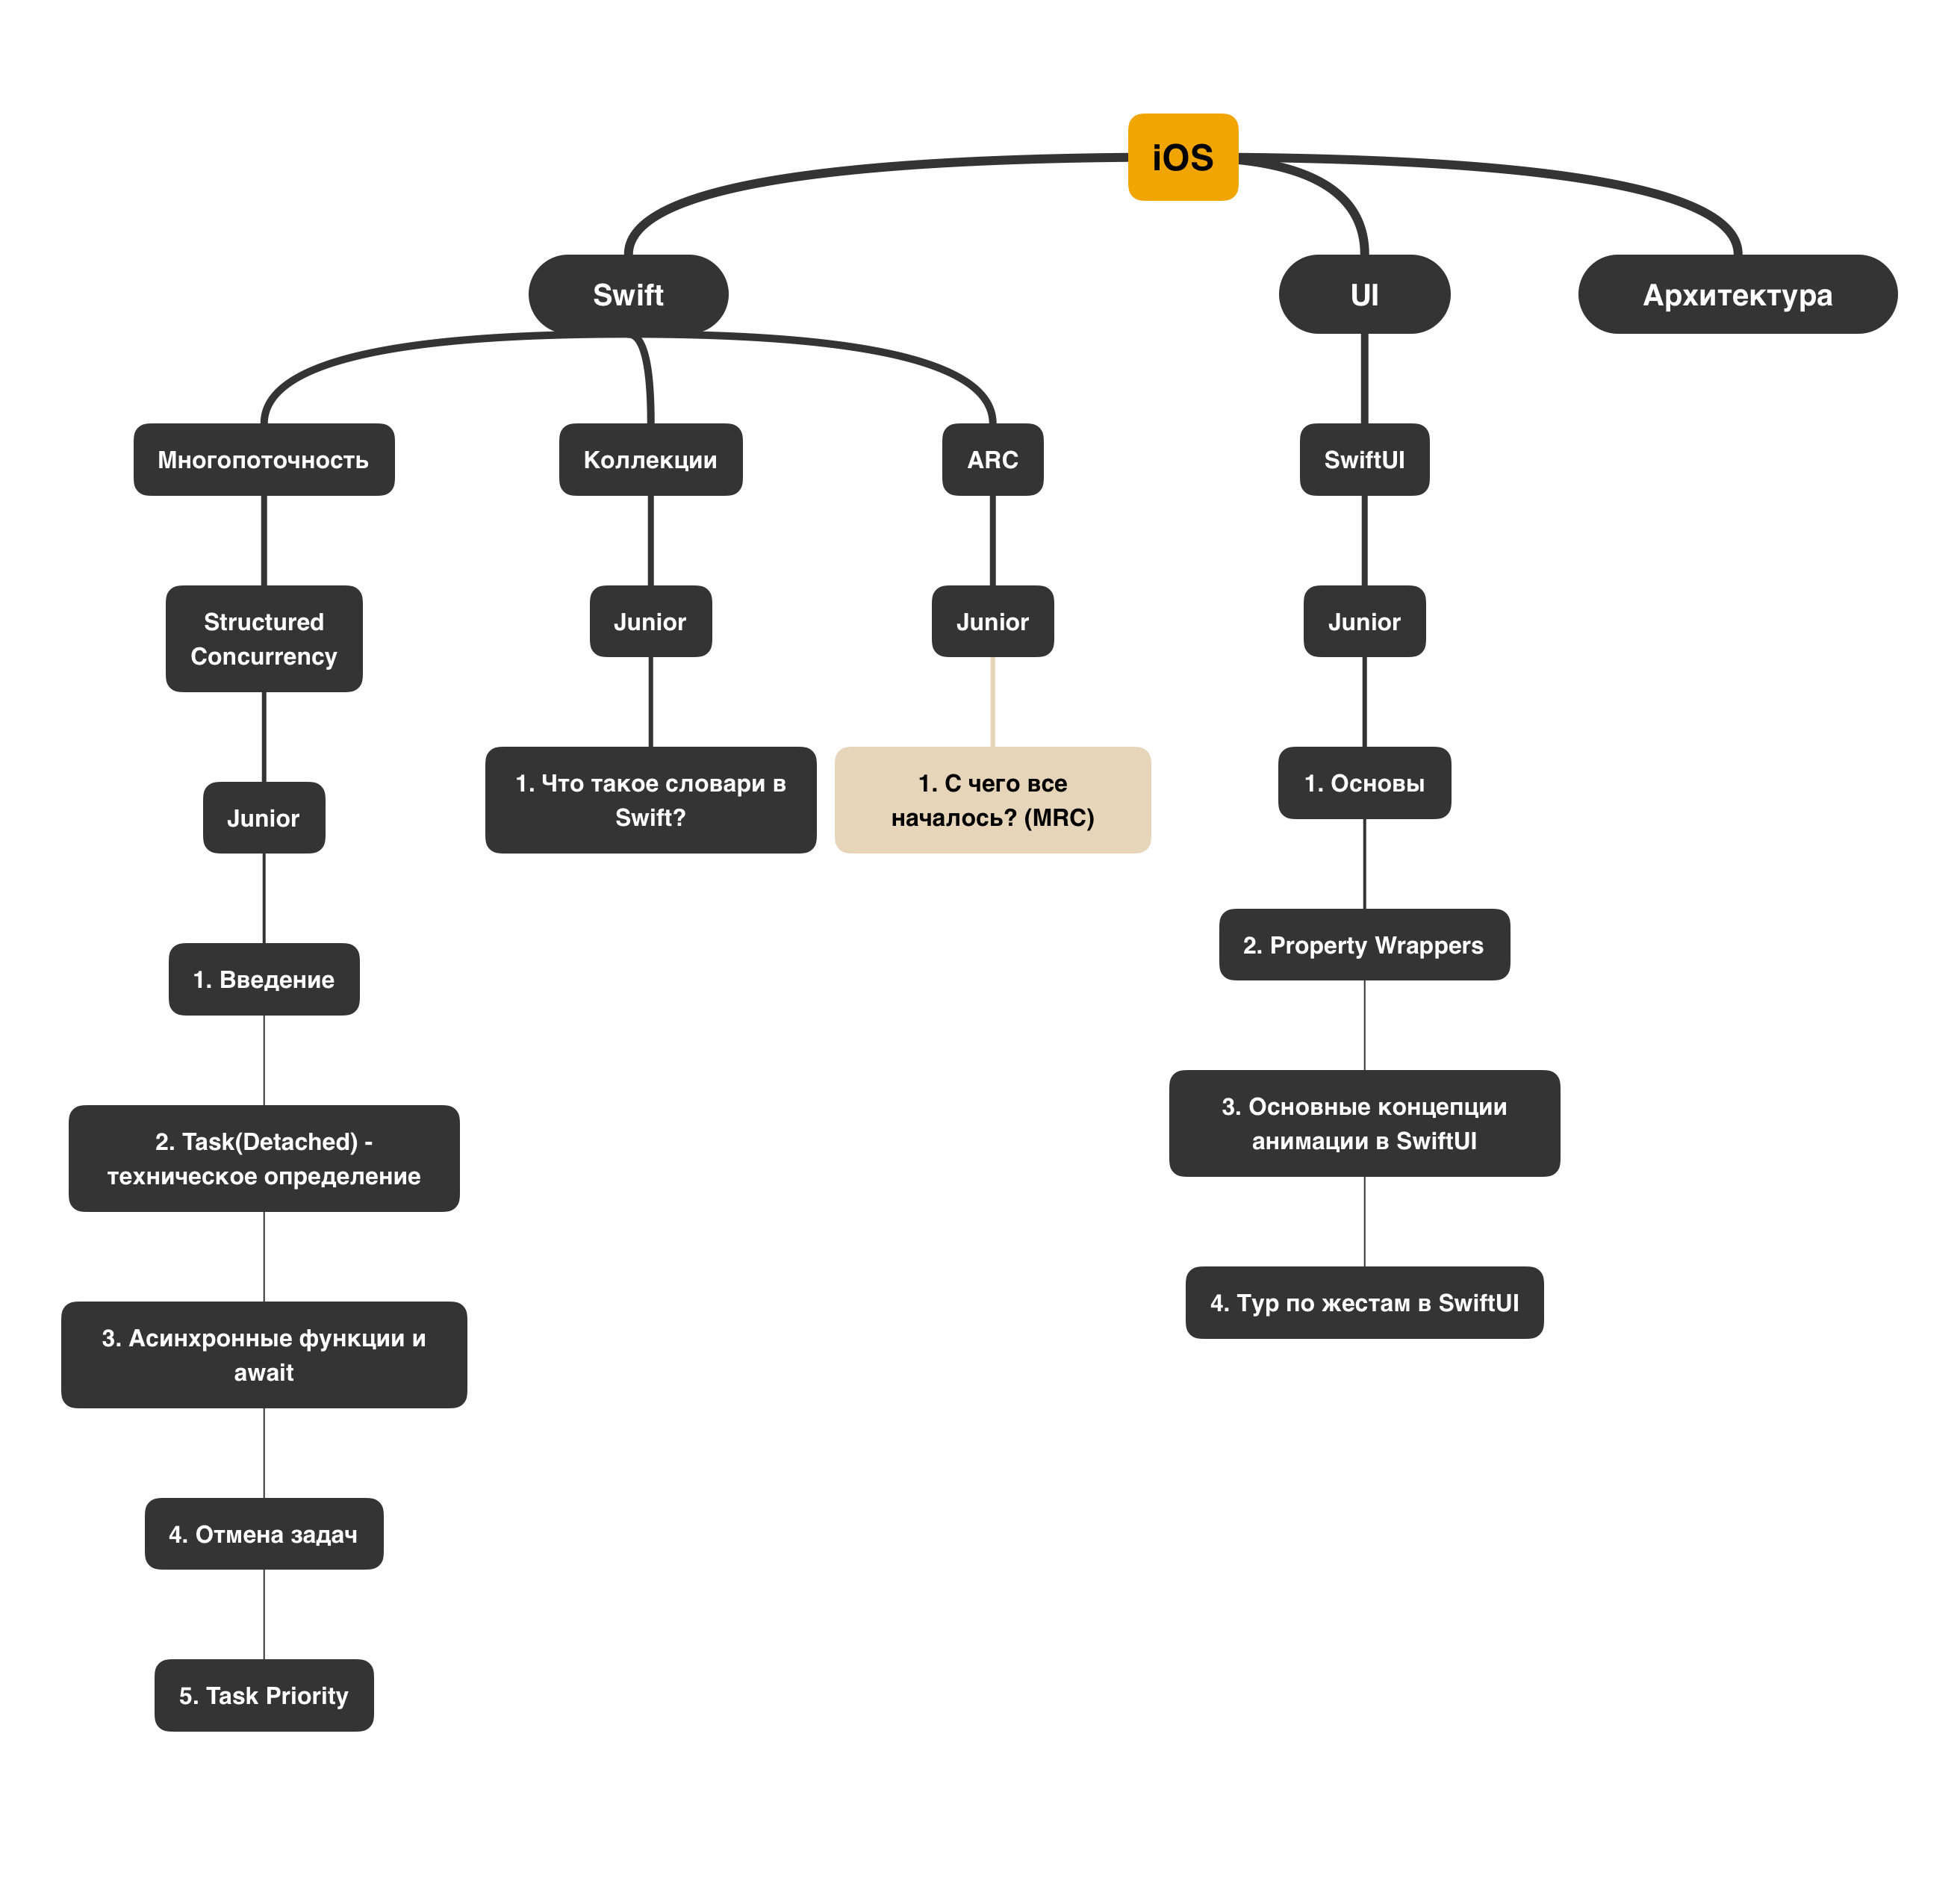 iOS
Swift
UI
Архитектура
Многопоточность
Коллекции
ARC
SwiftUI
Structured
Concurrency
Junior
Junior
Junior
Junior
1. Что такое словари в
Swift?
1. С чего все
началось? (MRC)
1. Основы
1. Введение
2. Property Wrappers
2. Task(Detached) -
техническое определение
3. Основные концепции
анимации в SwiftUI
3. Асинхронные функции и
await
4. Тур по жестам в SwiftUI
4. Отмена задач
5. Task Priority